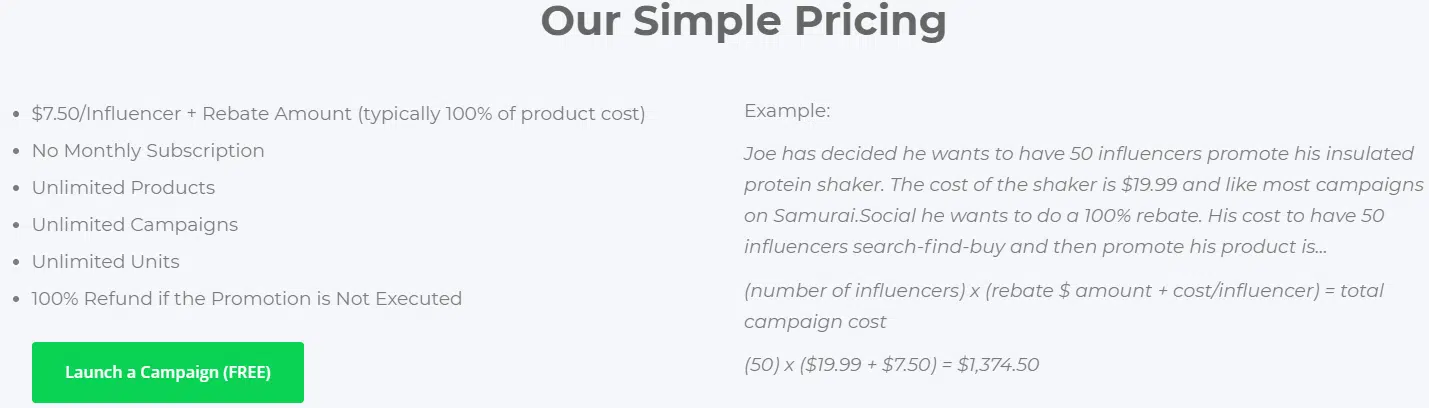 Our Simple Pricing
• $7.50/Influencer + Rebate Amount (typically 100% of product cost)
• No Monthly Subscription
• Unlimited Products
• Unlimited Campaigns
• Unlimited Units
• 100% Refund if the Promotion is Not Executed
Launch a Campaign (FREE)
Example:
Joe has decided he wants to have 50 influencers promote his insulated
protein shaker. The cost of the shaker is $19.99 and like most campaigns
on Samurai.Social he wants to do a 100% rebate. His cost to have 50
influencers search-find-buy and then promote his product is...
(number of influencers) x (rebate $ amount + cost/influencer) = total
campaign cost
(50) x ($19.99 + $7.50) = $1,374.50